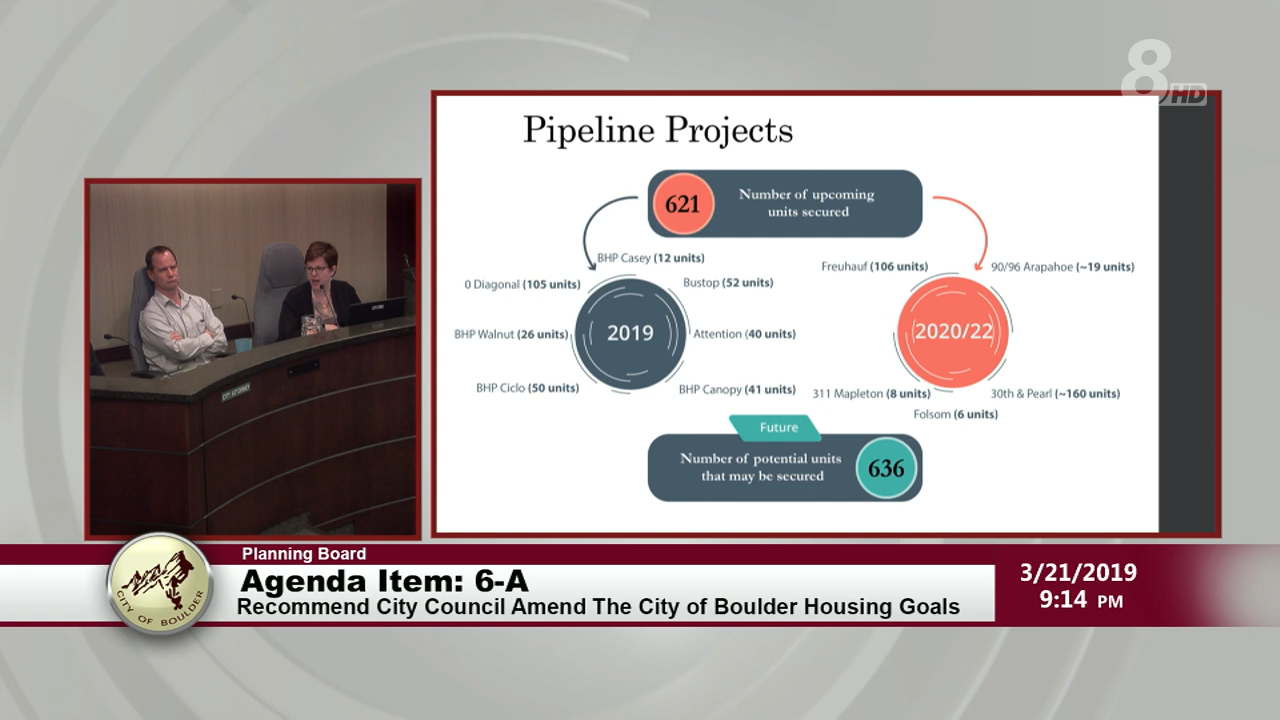 8
HD
Pipeline Projects
621
Number of upcoming
units secured
BHP Casey (12 units)
0 Diagonal (105 units)
Bustop (52 units)
BHP Walnut (26 units)
2019
Attention (40 units)
BHP Ciclo (50 units)
BHP Canopy (41 units)
Freuhauf (106 units)
90/96 Arapahoe (~19 units)
2020/22
311 Mapleton (8 units)
30th & Pearl (~160 units)
Folsom (6 units)
Future
Number of potential units
that may be secured
636
CITY ATTORNEY
Planning Board
Agenda Item: 6-A
Recommend City Council Amend The City of Boulder Housing Goals
CITY OF BOULDER
3/21/2019
9:14 PM